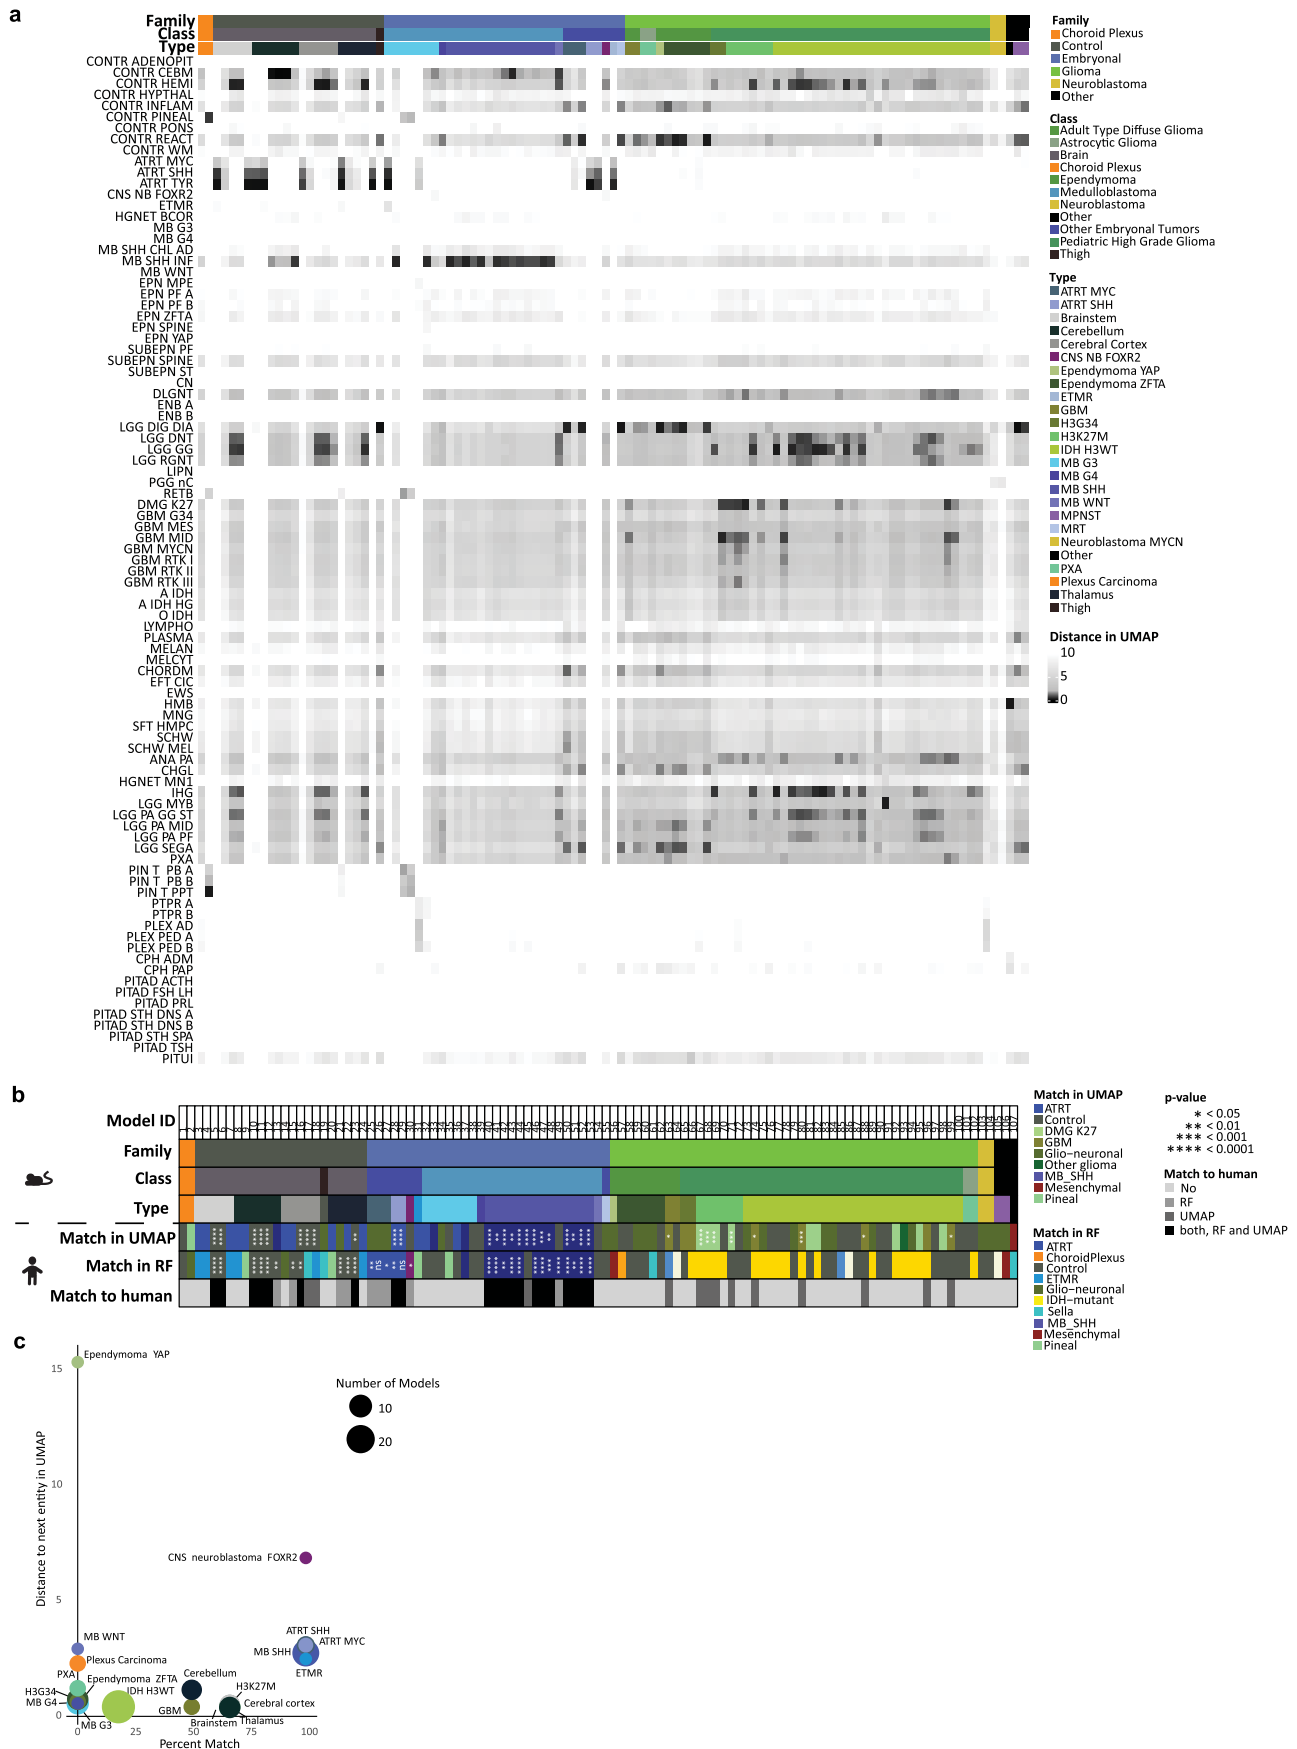 a
Family
Class
Type
CONTR ADENOPIT
CONTR CEBM
CONTR HEMI
CONTR HYPTHAL
CONTR INFLAM
CONTR PINEAL
CONTR PONS
CONTR REACT
CONTR WM
ATRT MYC
ATRT SHH
ATRT TYR
CNS NB FOXR2
ETMR
HGNET BCOR
MB G3
MB G4
MB SHH CHL AD
MB SHH INF
MB WNT
EPN MPE
EPN PF A
EPN PF B
EPN ZFTA
EPN SPINE
EPN YAP
SUBEPN PF
SUBEPN SPINE
SUBEPN ST
CN
DLGNT
ENB A
ENB B
LGG DIG DIA
LGG DNT
LGG GG
LGG RGNT
LIPN
PGG nC
RETB
DMG K27
GBM G34
GBM MES
GBM MID
GBM MYCN
GBM RTK I
GBM RTK II
GBM RTK III
A IDH
A IDH HG
O IDH
LYMPHO
PLASMA
MELAN
MELCYT
CHORDM
EFT CIC
EWS
HMB
MNG
SFT HMPC
SCHW
SCHW MEL
ANA PA
CHGL
HGNET MN1
IHG
LGG MYB
LGG PA GG ST
LGG PA MID
LGG PA PF
LGG SEGA
PXA
PIN T PB A
PIN T PB B
PIN T PPT
PTPR A
PTPR B
PLEX AD
PLEX PED A
PLEX PED B
CPH ADM
CPH PAP
PITAD ACTH
PITAD FSH LH
PITAD PRL
PITAD STH DNS A
PITAD STH DNS B
PITAD STH SPA
PITAD TSH
PITUI
Family
Choroid Plexus
Control
Embryonal
Glioma
Neuroblastoma
Other
Class
Adult Type Diffuse Glioma
Astrocytic Glioma
Brain
Choroid Plexus
Ependymoma
Medulloblastoma
Neuroblastoma
Other
Other Embryonal Tumors
Pediatric High Grade Glioma
Thigh
Type
ATRT MYC
ATRT SHH
Brainstem
Cerebellum
Cerebral Cortex
CNS NB FOXR2
Ependymoma YAP
Ependymoma ZFTA
ETMR
GBM
H3G34
H3K27M
IDH H3WT
MB G3
MB G4
MB SHH
MB WNT
MPNST
MRT
Neuroblastoma MYCN
Other
PXA
Plexus Carcinoma
Thalamus
Thigh
Distance in UMAP
10
5
0
b
Model ID
Family
Class
Type
Match in UMAP
Match in RF
Match to human
ns
ns
Match in UMAP
ATRT
Control
DMG K27
GBM
Glio−neuronal
Other glioma
MB_SHH
Mesenchymal
Pineal
Match in RF
ATRT
ChoroidPlexus
Control
ETMR
Glio−neuronal
IDH−mutant
Sella
MB_SHH
Mesenchymal
Pineal
p-value
* < 0.05
** < 0.01
*** < 0.001
**** < 0.0001
Match to human
No
RF
UMAP
both, RF and UMAP
c
Distance to next entity in UMAP
15
10
5
0
Ependymoma YAP
Number of Models
10
20
CNS neuroblastoma FOXR2
MB WNT
Plexus Carcinoma
PXA
Ependymoma ZFTA
H3G34
IDH H3WT
MB G4
MB G3
Cerebellum
GBM
Brainstem
H3K27M
Cerebral cortex
Thalamus
ATRT SHH
ATRT MYC
MB SHH
ETMR
0
25
50
75
100
Percent Match